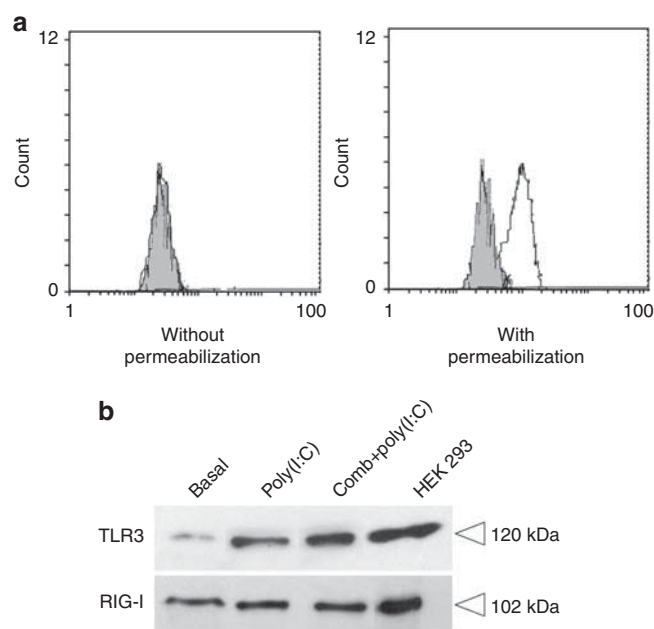 a
12
Count
0
1
100
Without
permeabilization
12
Count
0
1
100
With
permeabilization
b
Basal
Poly(I:C)
Comb+poly(I:C)
HEK 293
TLR3
120 kDa
RIG-I
102 kDa